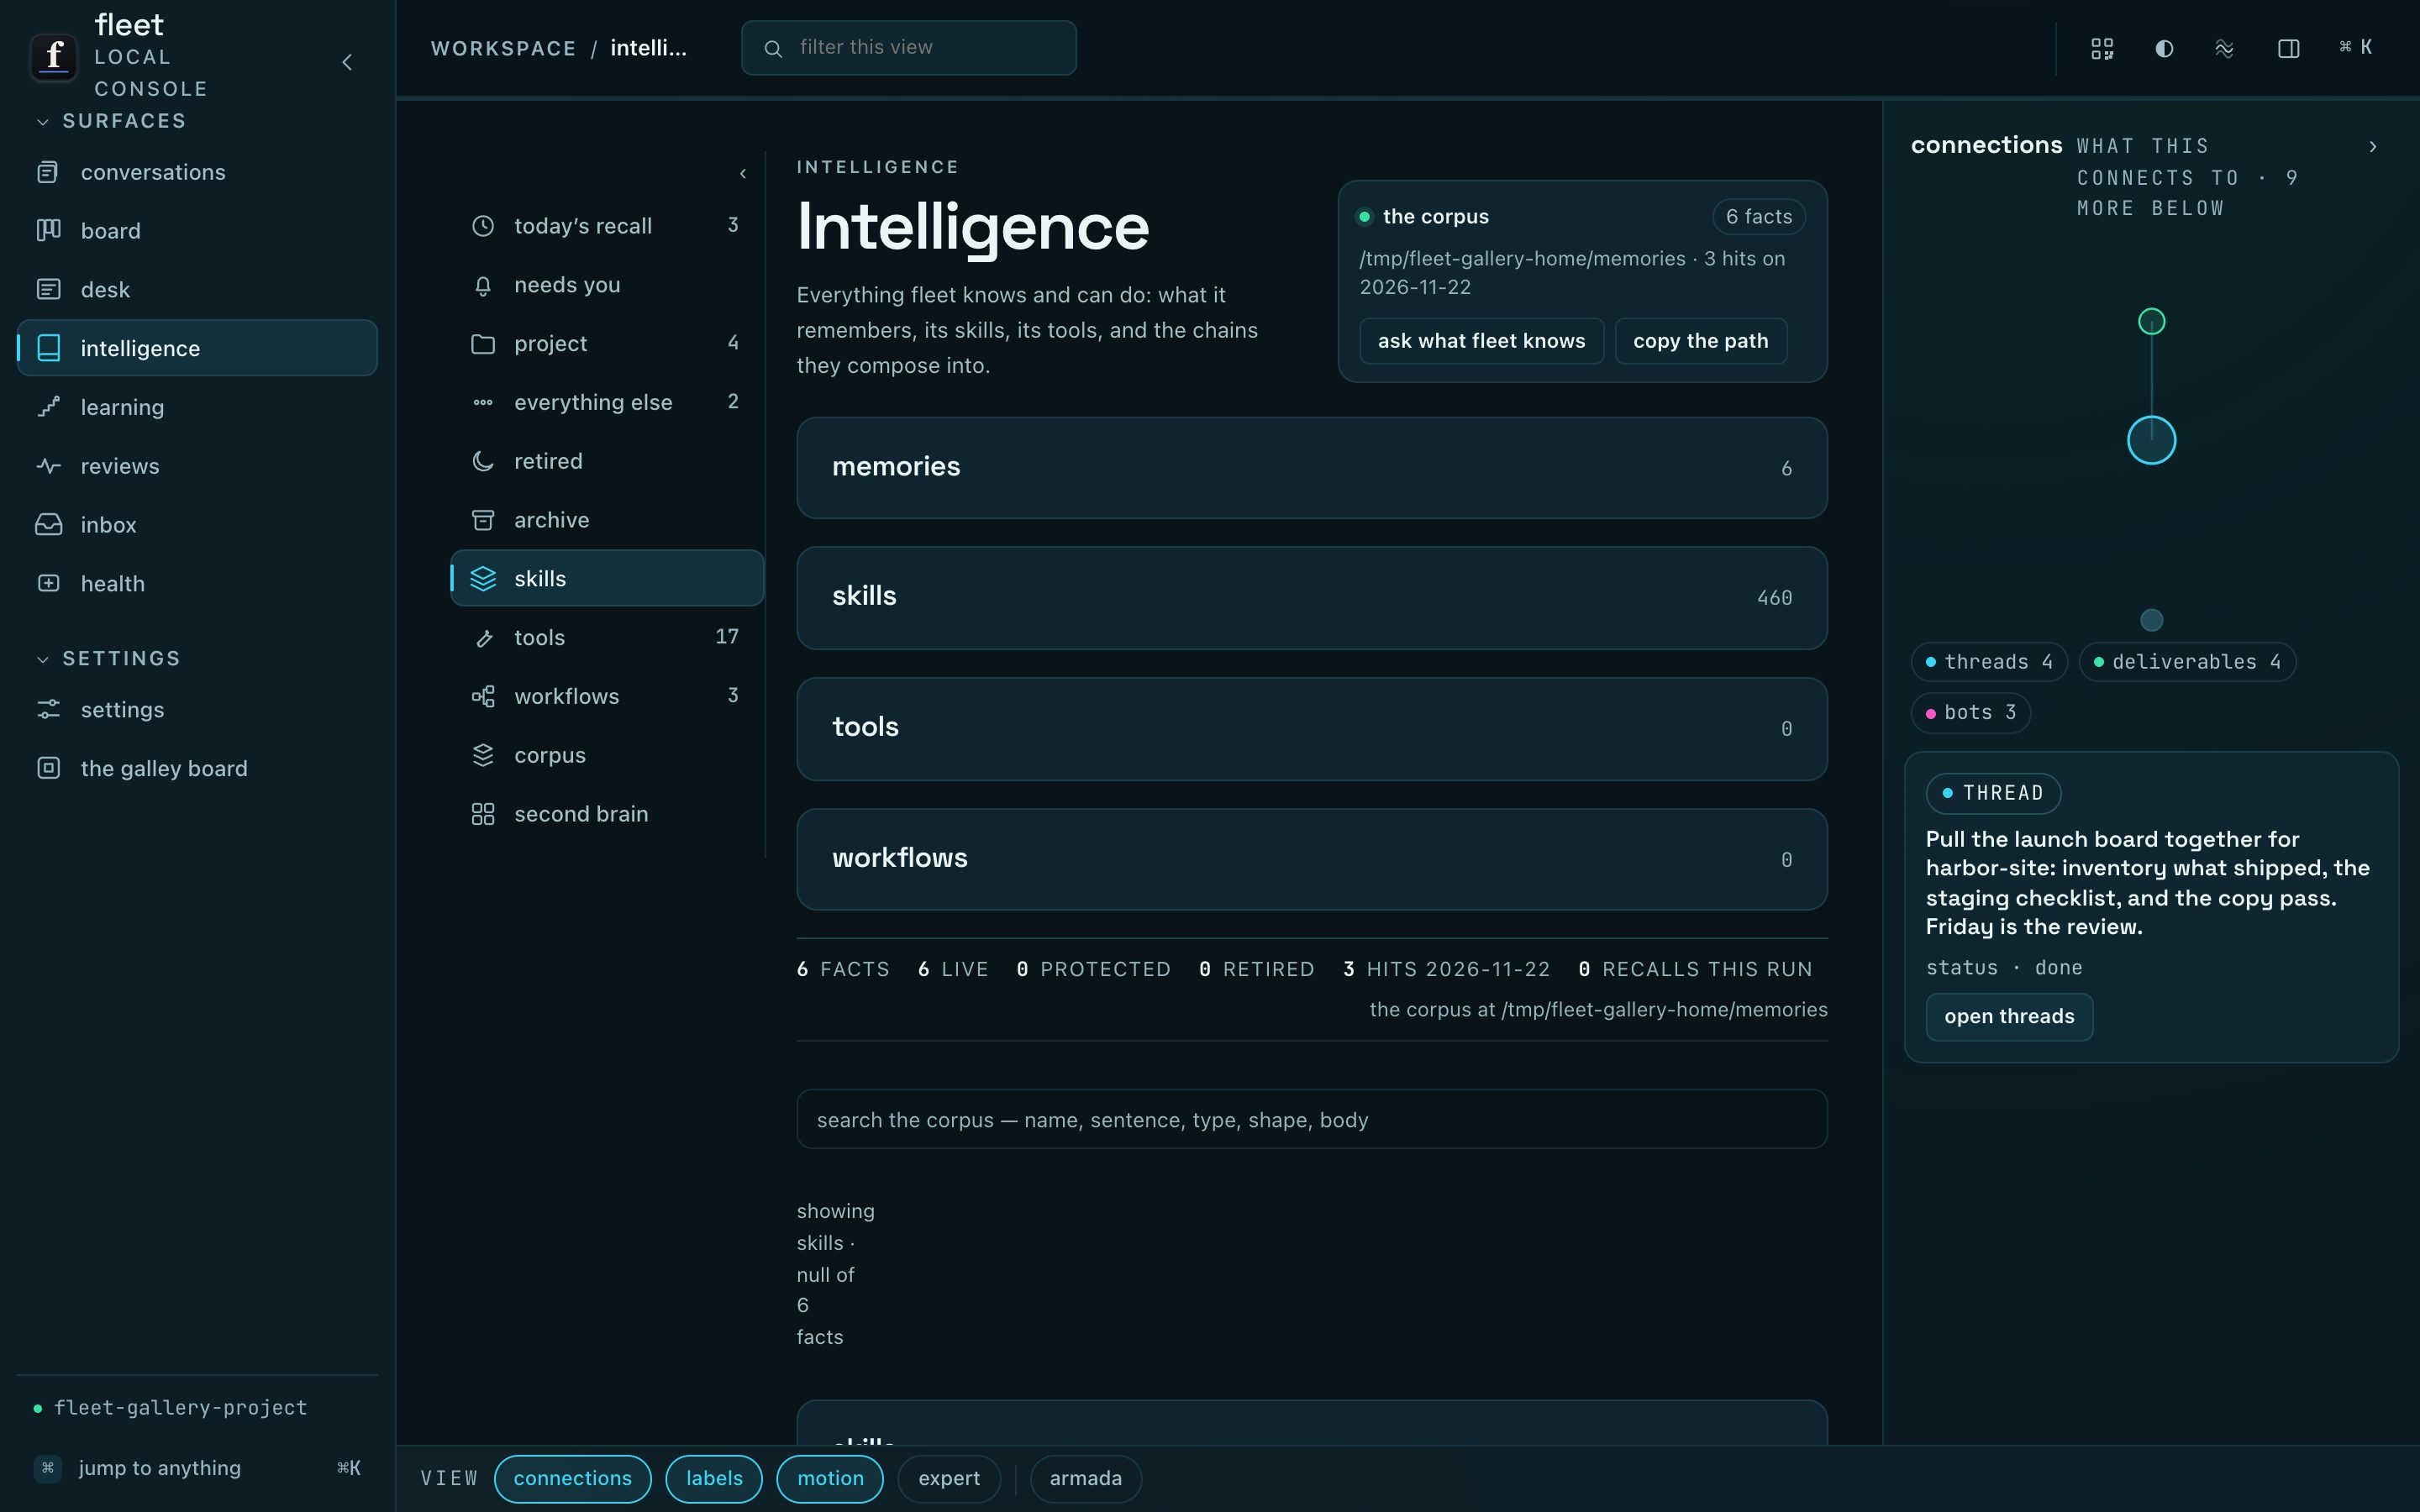 fleet
LOCAL
CONSOLE
SURFACES
conversations
board
desk
intelligence
learning
reviews
inbox
health
SETTINGS
settings
the galley board
fleet-gallery-project
⌘ jump to anything ⌘K
WORKSPACE / intelli...
filter this view
⌘ K
today's recall 3
needs you
project 4
everything else 2
retired
archive
skills
tools 17
workflows 3
corpus
second brain
INTELLIGENCE
Intelligence
Everything fleet knows and can do: what it
remembers, its skills, its tools, and the chains
they compose into.
the corpus 6 facts
/tmp/fleet-gallery-home/memories · 3 hits on
2026-11-22
ask what fleet knows copy the path
memories 6
skills 460
tools 0
workflows 0
6 FACTS 6 LIVE 0 PROTECTED 0 RETIRED 3 HITS 2026-11-22 0 RECALLS THIS RUN
the corpus at /tmp/fleet-gallery-home/memories
search the corpus — name, sentence, type, shape, body
showing
skills ·
null of
6
facts
skills
connections WHAT THIS
CONNECTS TO · 9
MORE BELOW
threads 4 deliverables 4
bots 3
THREAD
Pull the launch board together for
harbor-site: inventory what shipped, the
staging checklist, and the copy pass.
Friday is the review.
status · done
open threads
VIEW connections labels motion expert armada